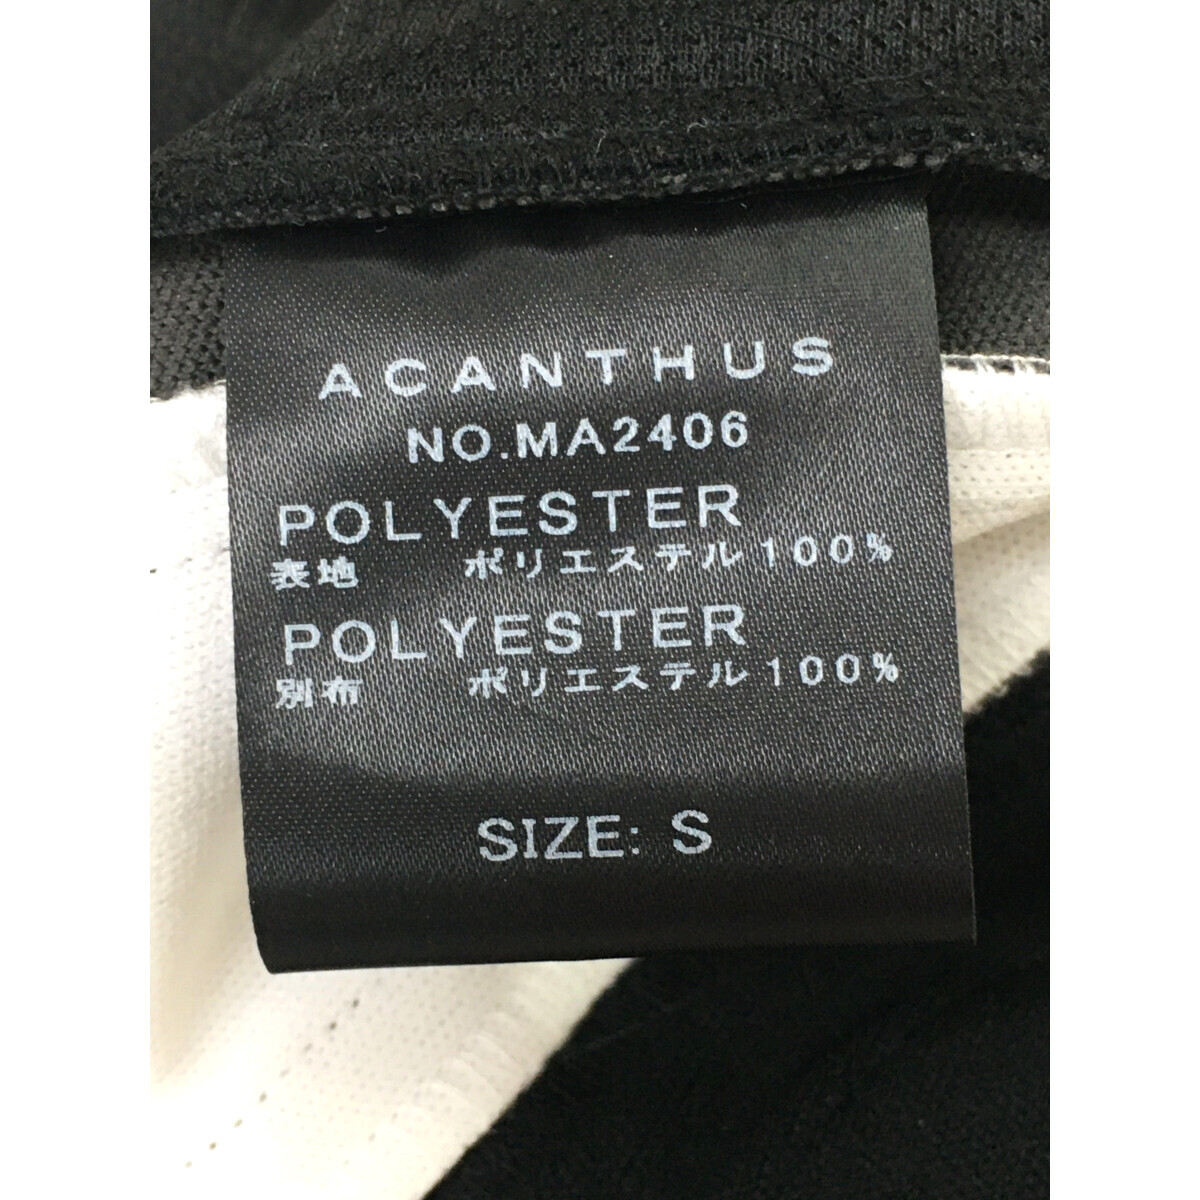 ACANTHUS
NO.MA2406
POLYESTER
表地 ポリエステル100%
POLYESTER
別布 ポリエステル100%
SIZE: S